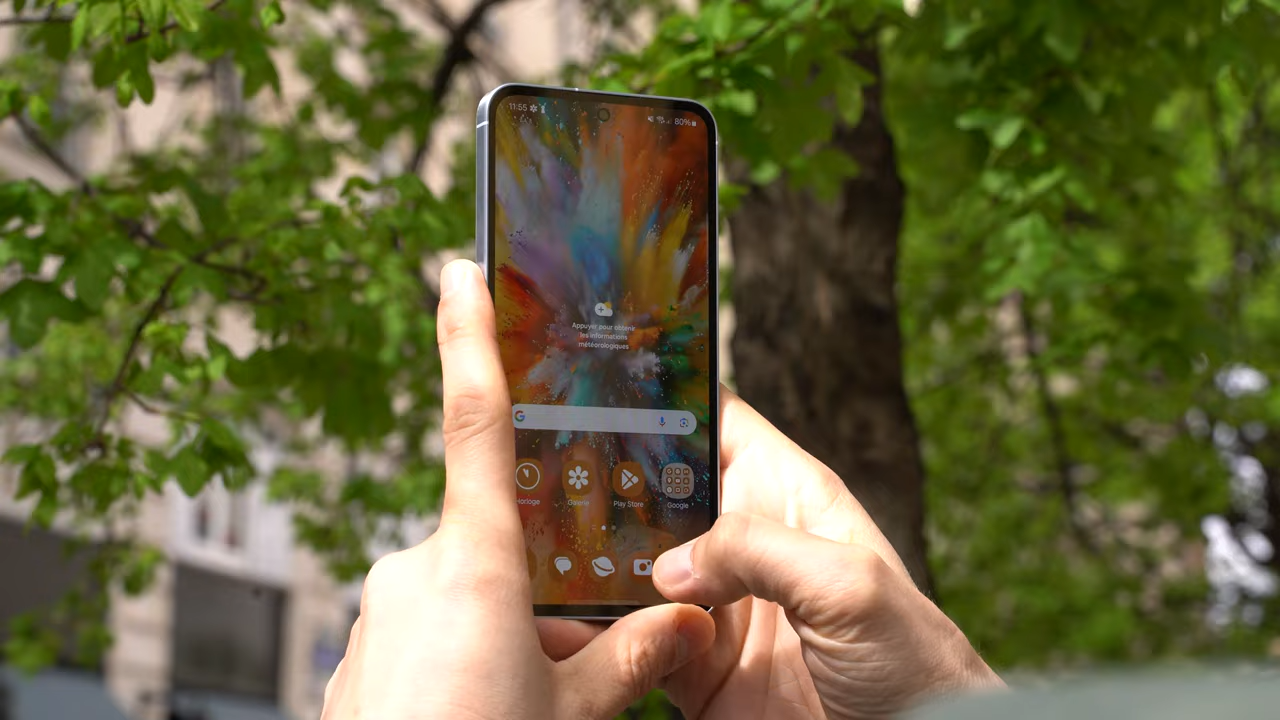 11:55
80%
Appuyer pour obtenir
les informations
météorologiques
G
Horloge
Galerie
Play Store
Google